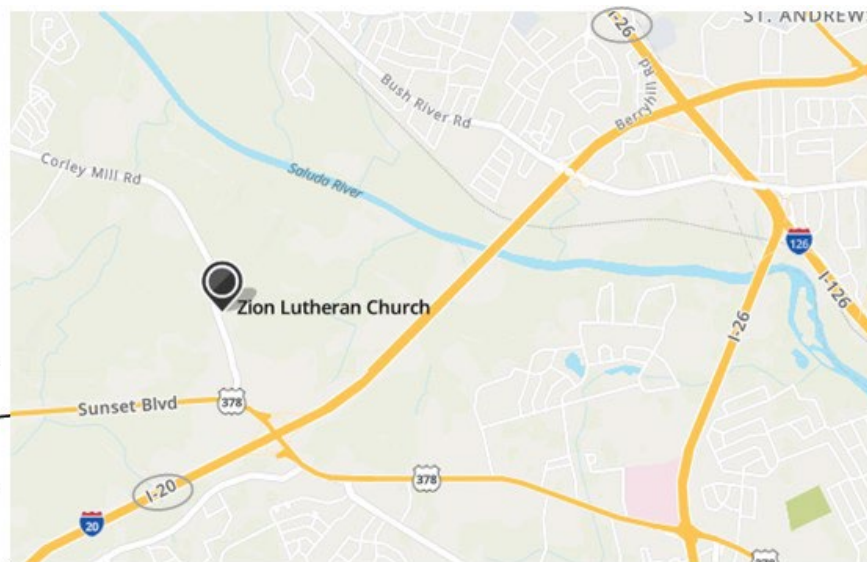 I-26
ST. ANDREW
Berryhill Rd
Bush River Rd
Corley Mill Rd
Saluda River
126
I-126
I-26
Zion Lutheran Church
Sunset Blvd
378
378
I-20
20